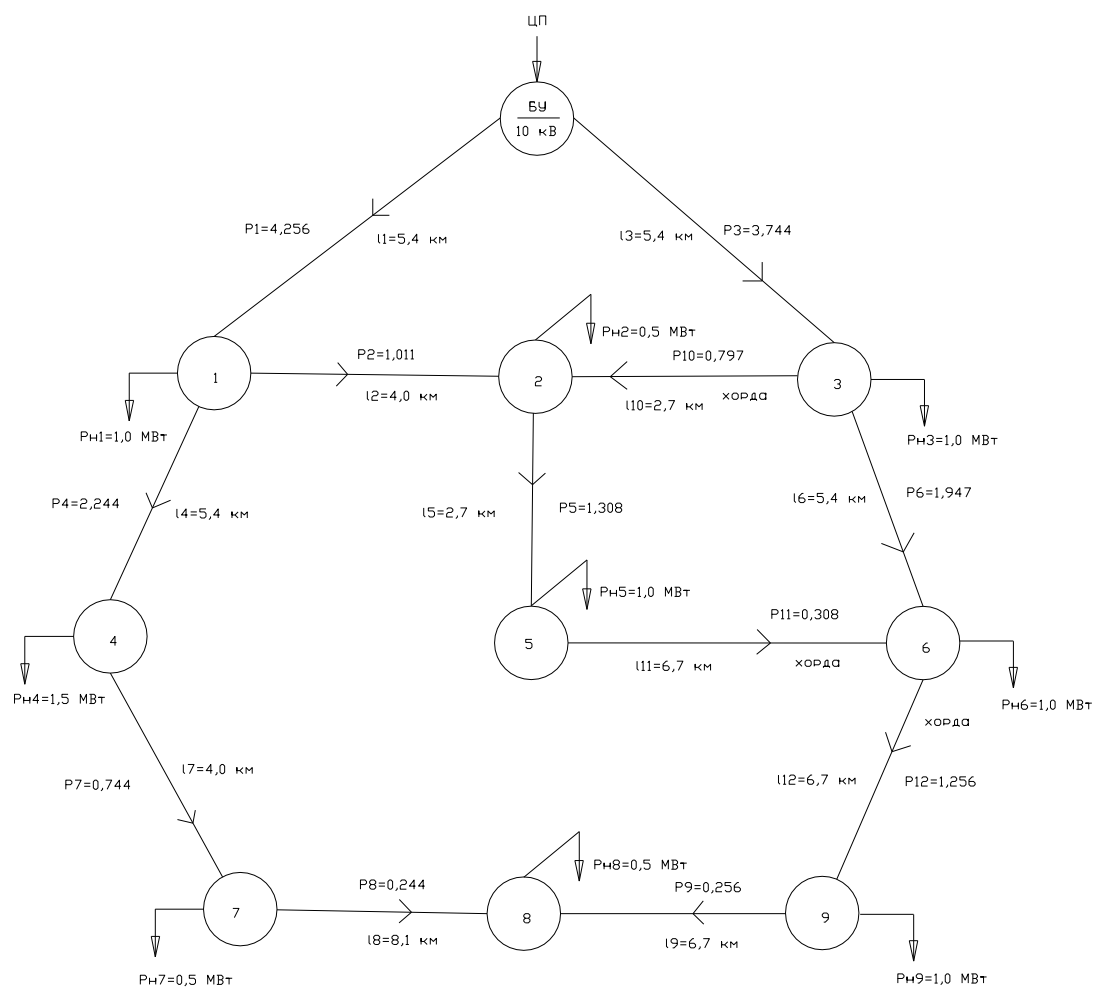 ЦП
БУ
10 кВ
P1=4,256
l1=5,4 км
l3=5,4 км
P3=3,744
Pн2=0,5 МВт
P2=1,011
P10=0,797
1
2
3
l2=4,0 км
l10=2,7 км
хорда
Pн1=1,0 МВт
Pн3=1,0 МВт
P4=2,244
l4=5,4 км
l5=2,7 км
P5=1,308
l6=5,4 км
P6=1,947
Pн5=1,0 МВт
P11=0,308
4
5
6
l11=6,7 км
хорда
Pн4=1,5 МВт
Pн6=1,0 МВт
хорда
P7=0,744
l7=4,0 км
l12=6,7 км
P12=1,256
Pн8=0,5 МВт
P8=0,244
P9=0,256
7
8
9
l8=8,1 км
l9=6,7 км
Pн7=0,5 МВт
Pн9=1,0 МВт